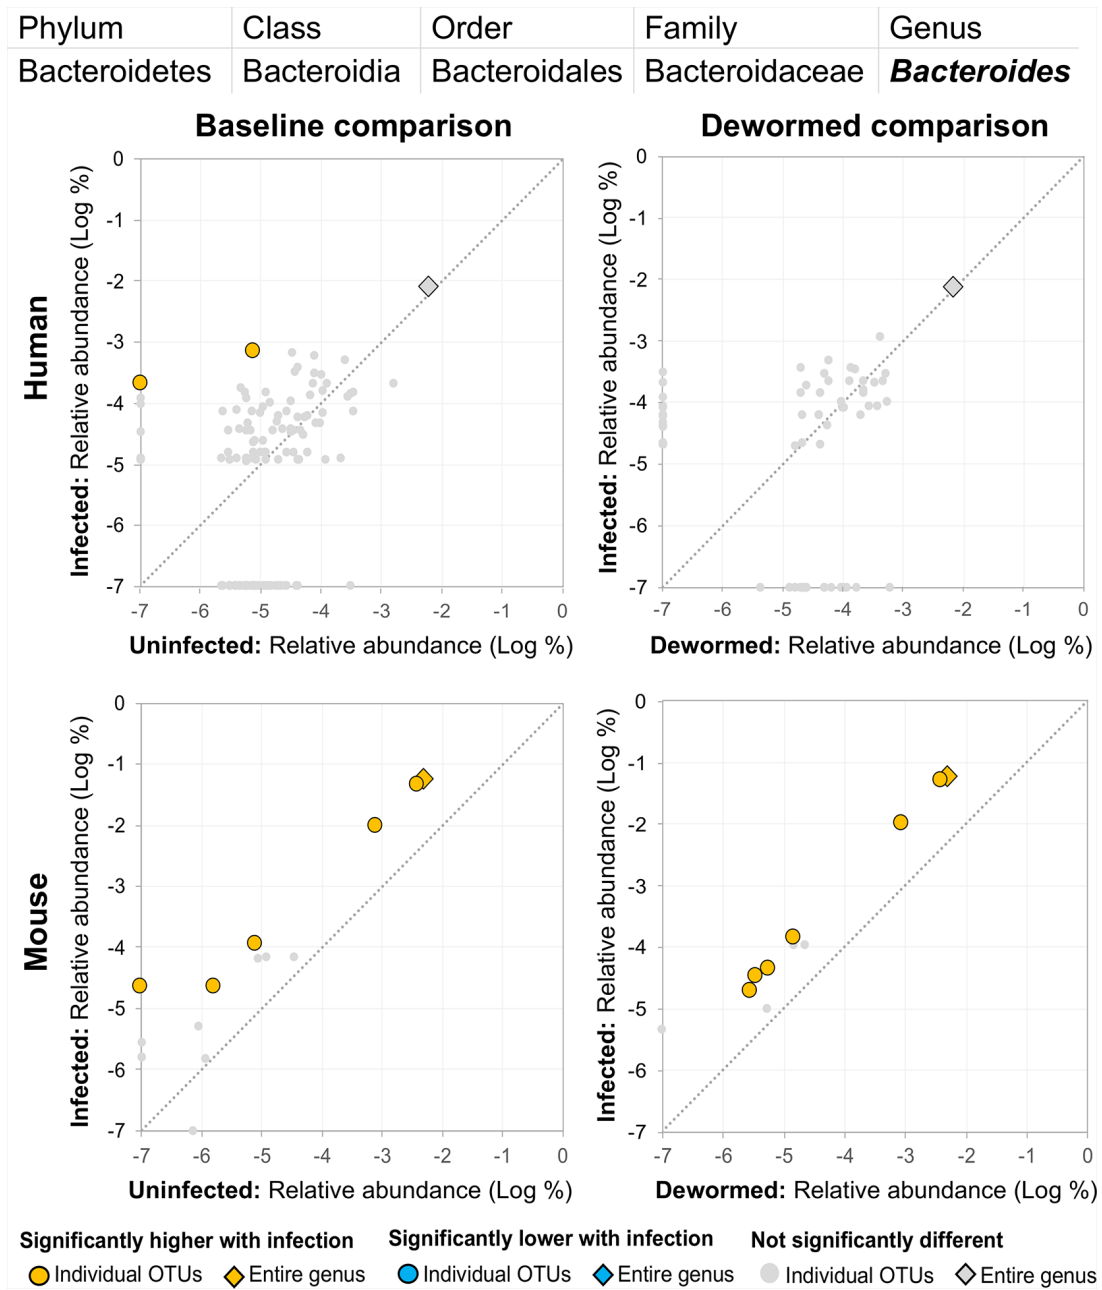 Phylum Class Order Family Genus
Bacteroidetes Bacteroidia Bacteroidales Bacteroidaceae Bacteroides
Baseline comparison Dewormed comparison
Human
Infected: Relative abundance (Log %)
0
-1
-2
-3
-4
-5
-6
-7
-7 -6 -5 -4 -3 -2 -1 0
Uninfected: Relative abundance (Log %)
Infected: Relative abundance (Log %)
0
-1
-2
-3
-4
-5
-6
-7
-7 -6 -5 -4 -3 -2 -1 0
Dewormed: Relative abundance (Log %)
Mouse
Infected: Relative abundance (Log %)
0
-1
-2
-3
-4
-5
-6
-7
-7 -6 -5 -4 -3 -2 -1 0
Uninfected: Relative abundance (Log %)
Infected: Relative abundance (Log %)
0
-1
-2
-3
-4
-5
-6
-7
-7 -6 -5 -4 -3 -2 -1 0
Dewormed: Relative abundance (Log %)
Significantly higher with infection Significantly lower with infection Not significantly different
Individual OTUs Entire genus Individual OTUs Entire genus Individual OTUs Entire genus